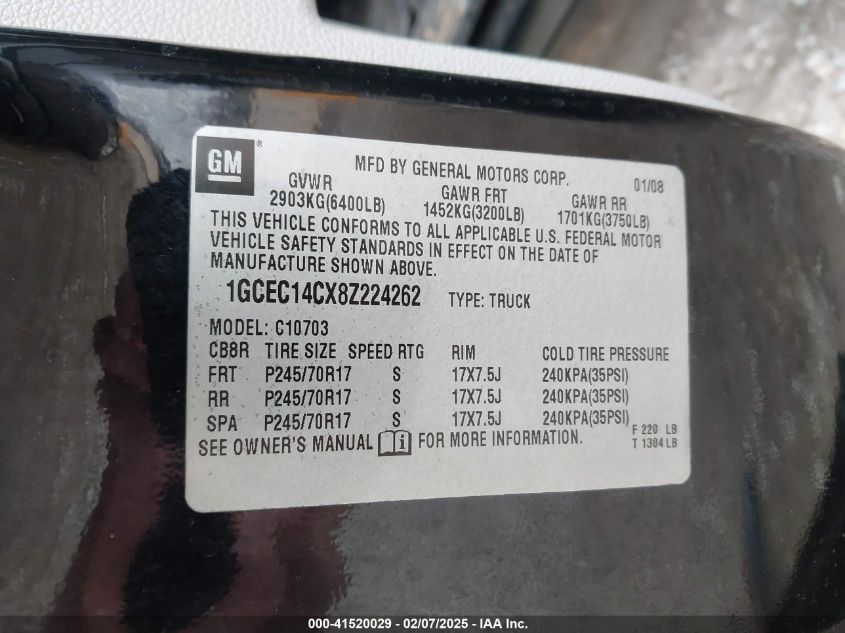 GM ®
MFD BY GENERAL MOTORS CORP. 01/08
GVWR GAWR FRT GAWR RR
2903KG(6400LB) 1452KG(3200LB) 1701KG(3750LB)
THIS VEHICLE CONFORMS TO ALL APPLICABLE U.S. FEDERAL MOTOR
VEHICLE SAFETY STANDARDS IN EFFECT ON THE DATE OF
MANUFACTURE SHOWN ABOVE.
1GCEC14CX8Z224262 TYPE: TRUCK
MODEL: C10703
CB8R TIRE SIZE SPEED RTG RIM COLD TIRE PRESSURE
FRT P245/70R17 S 17X7.5J 240KPA(35PSI)
RR P245/70R17 S 17X7.5J 240KPA(35PSI)
SPA P245/70R17 S 17X7.5J 240KPA(35PSI)
F 220 LB
SEE OWNER'S MANUAL i FOR MORE INFORMATION. T 1304 LB
000-41520029 - 02/07/2025 - IAA Inc.